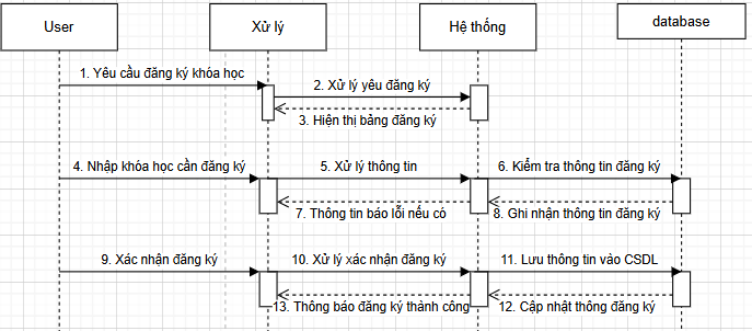 User
Xử lý
Hệ thống
database
1. Yêu cầu đăng ký khóa học
2. Xử lý yêu đăng ký
3. Hiện thị bảng đăng ký
4. Nhập khóa học cần đăng ký
5. Xử lý thông tin
6. Kiểm tra thông tin đăng ký
7. Thông tin báo lỗi nếu có
8. Ghi nhận thông tin đăng ký
9. Xác nhận đăng ký
10. Xử lý xác nhận đăng ký
11. Lưu thông tin vào CSDL
13. Thông báo đăng ký thành công
12. Cập nhật thông đăng ký